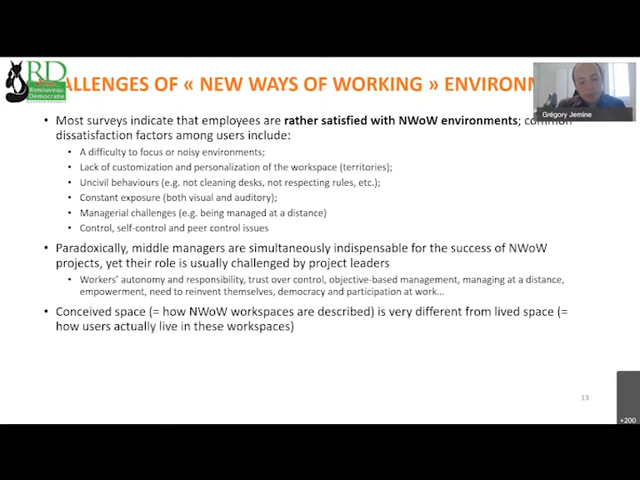 RD
Renouveau
Démocratie
ALLENGES OF « NEW WAYS OF WORKING » ENVIRONM
Grégory Jemine
• Most surveys indicate that employees are rather satisfied with NWoW environments; common
dissatisfaction factors among users include:
• A difficulty to focus or noisy environments;
• Lack of customization and personalization of the workspace (territories);
• Uncivil behaviours (e.g. not cleaning desks, not respecting rules, etc.);
• Constant exposure (both visual and auditory);
• Managerial challenges (e.g. being managed at a distance)
• Control, self-control and peer control issues
• Paradoxically, middle managers are simultaneously indispensable for the success of NWoW
projects, yet their role is usually challenged by project leaders
• Workers' autonomy and responsibility, trust over control, objective-based management, managing at a distance,
empowerment, need to reinvent themselves, democracy and participation at work…
• Conceived space (= how NWoW workspaces are described) is very different from lived space (=
how users actually live in these workspaces)
13
+200